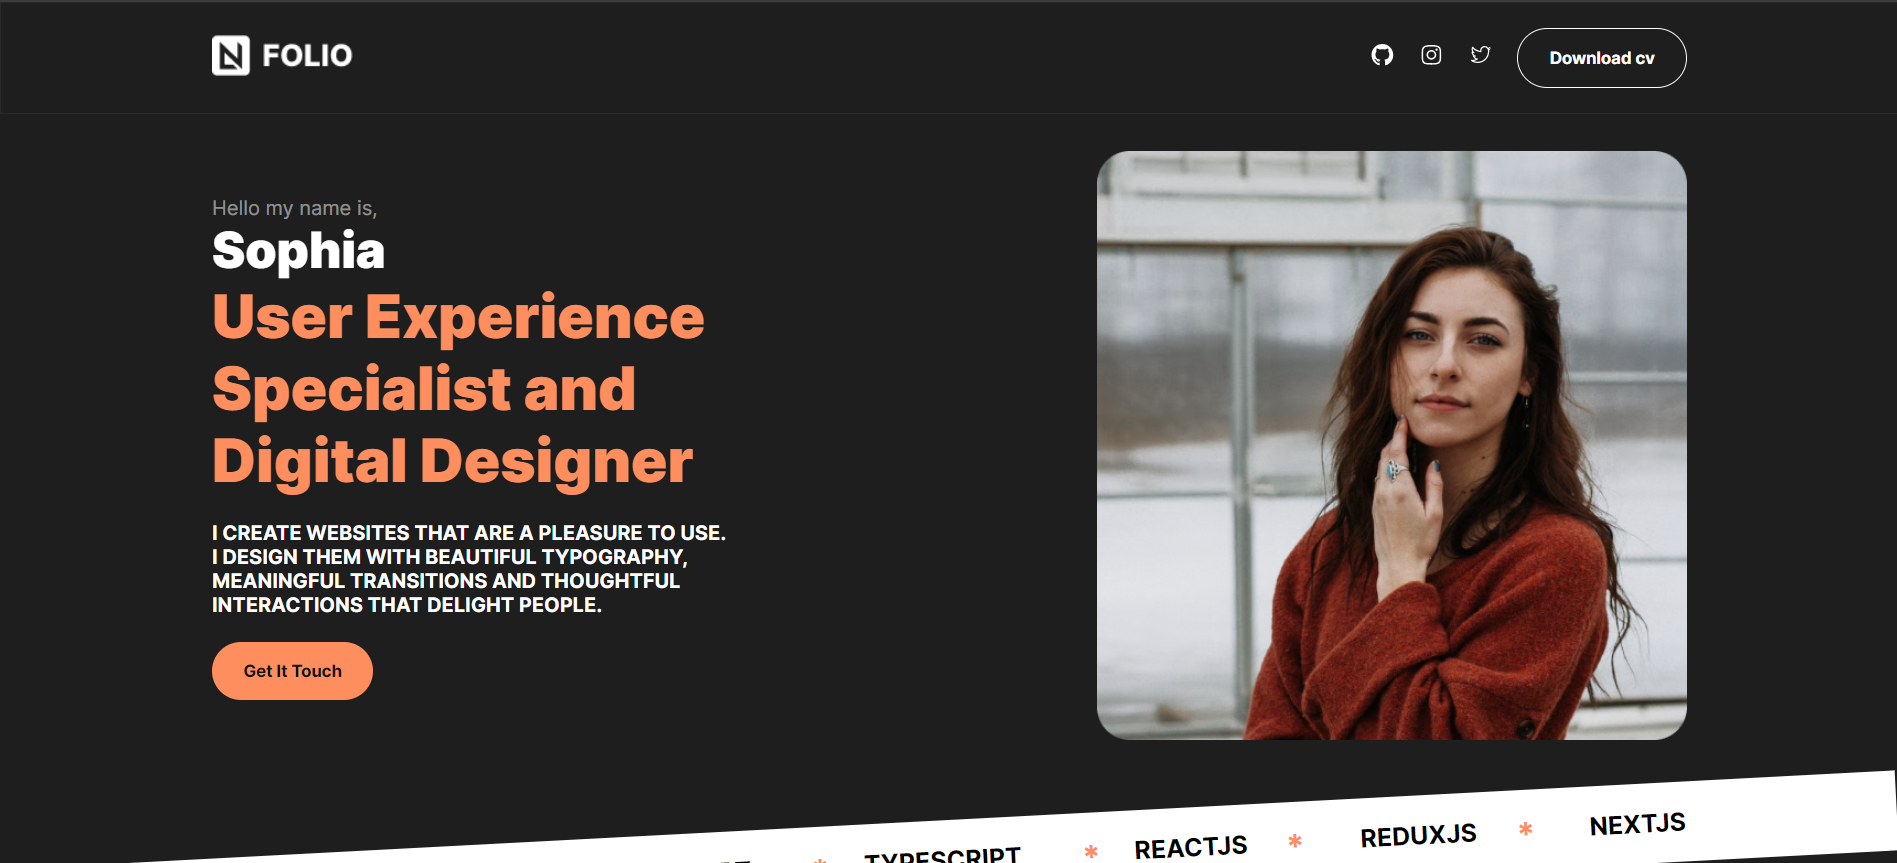 FOLIO
Download cv
Hello my name is,
Sophia
User Experience
Specialist and
Digital Designer
I CREATE WEBSITES THAT ARE A PLEASURE TO USE.
I DESIGN THEM WITH BEAUTIFUL TYPOGRAPHY,
MEANINGFUL TRANSITIONS AND THOUGHTFUL
INTERACTIONS THAT DELIGHT PEOPLE.
Get It Touch
TYPESCRIPT * REACTJS * REDUXJS * NEXTJS